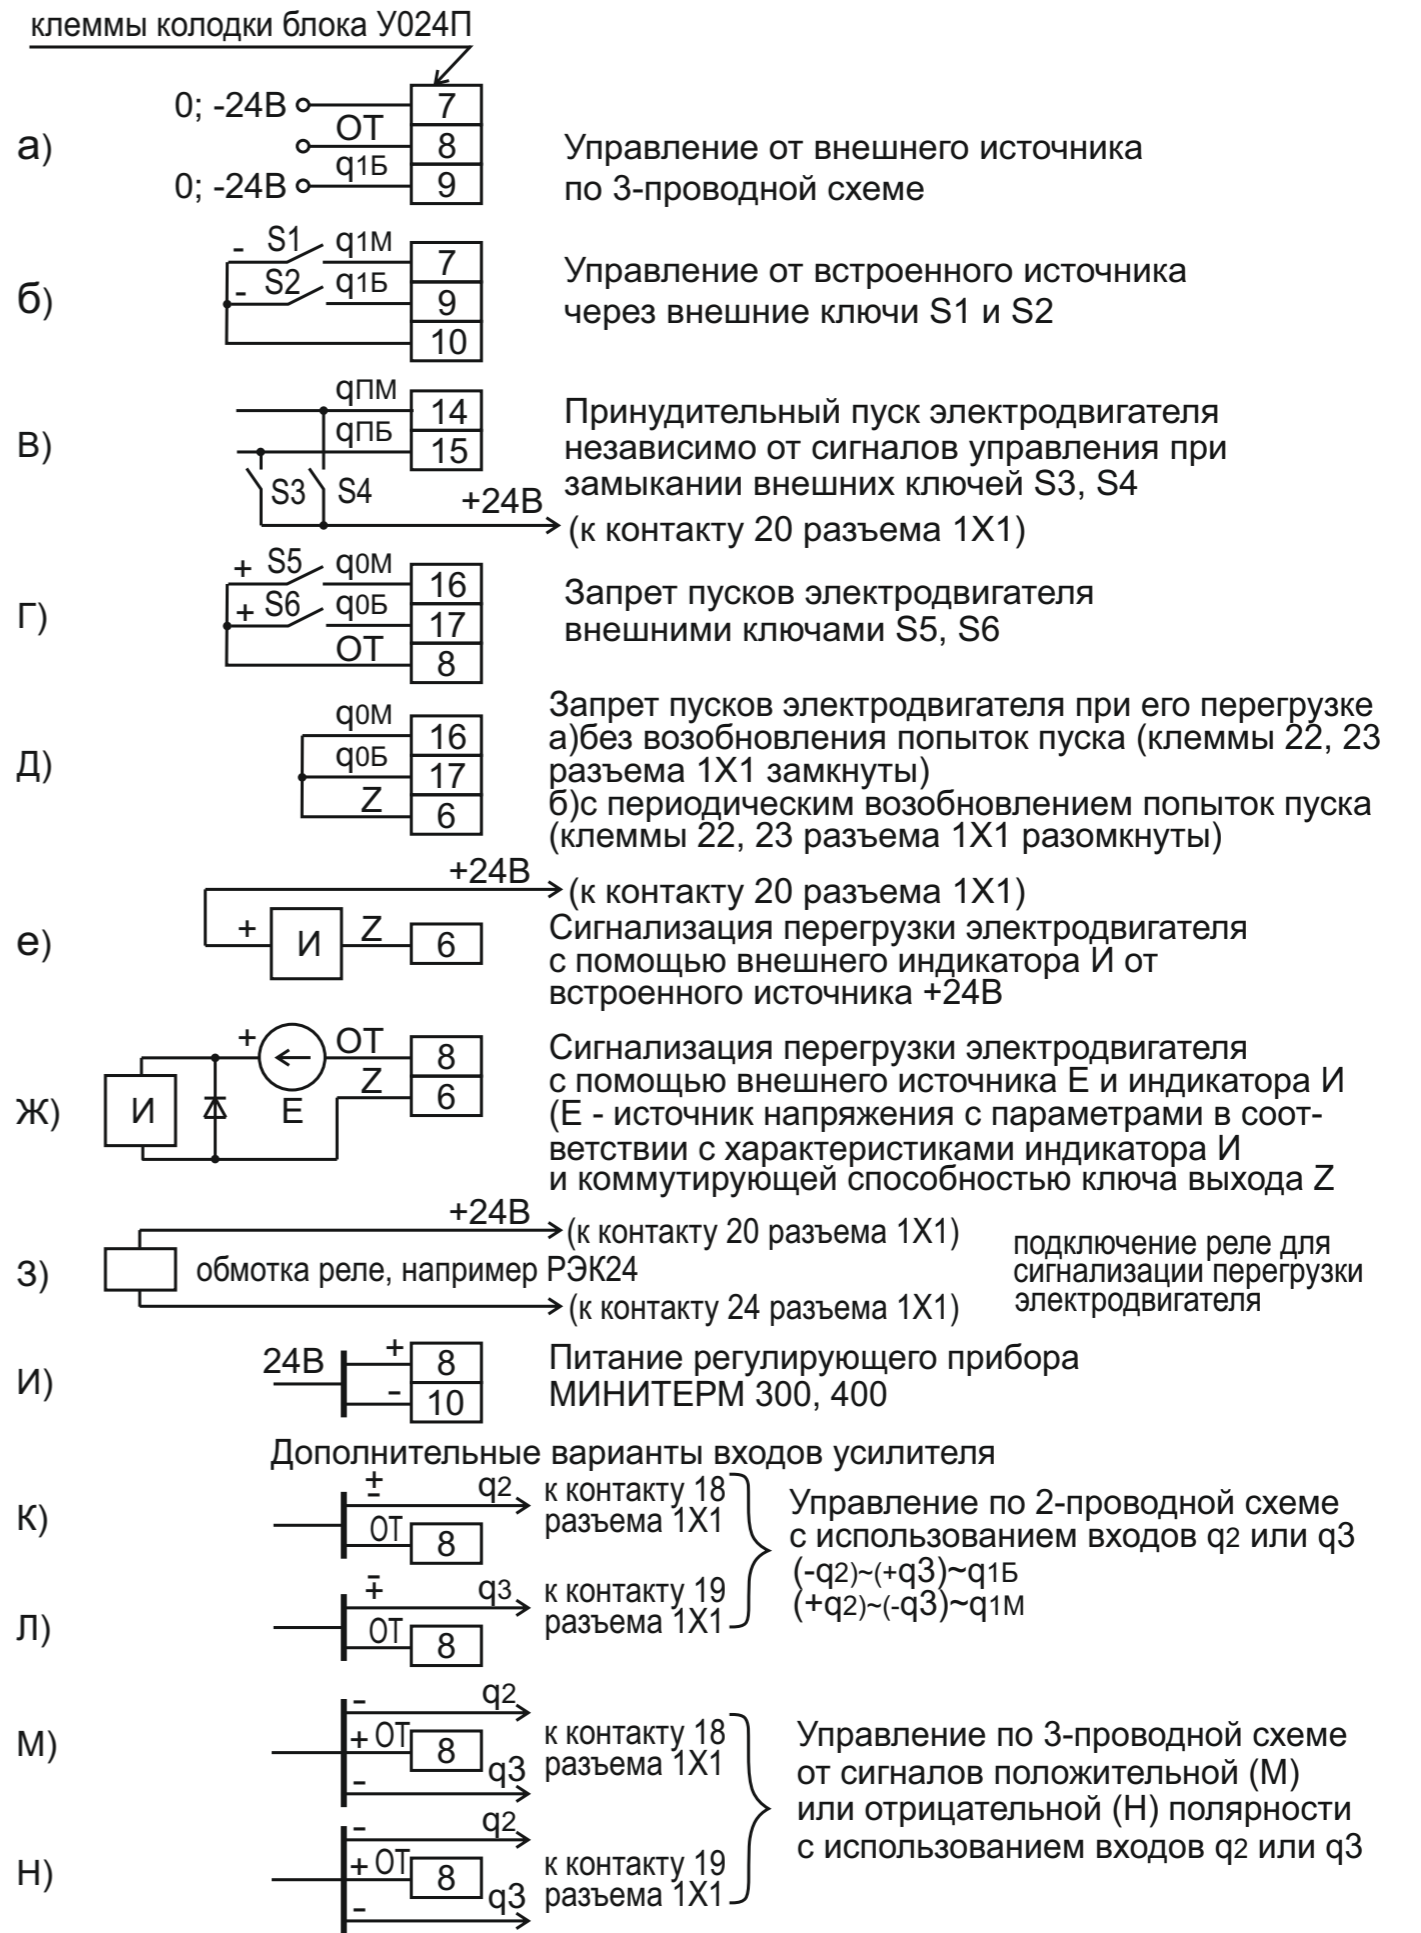 клеммы колодки блока У024П
а)
0; -24В
7
ОТ
8
q1Б
0; -24В
9
Управление от внешнего источника
по 3-проводной схеме
б)
- S1 q1М
7
- S2 q1Б
9
10
Управление от встроенного источника
через внешние ключи S1 и S2
В)
qПМ
14
qПБ
15
S3 S4
+24В
Принудительный пуск электродвигателя
независимо от сигналов управления при
замыкании внешних ключей S3, S4
(к контакту 20 разъема 1X1)
Г)
+ S5 q0М
16
+ S6 q0Б
17
ОТ
8
Запрет пусков электродвигателя
внешними ключами S5, S6
Д)
q0М
16
q0Б
17
Z
6
Запрет пусков электродвигателя при его перегрузке
а)без возобновления попыток пуска (клеммы 22, 23
разъема 1X1 замкнуты)
б)с периодическим возобновлением попыток пуска
(клеммы 22, 23 разъема 1X1 разомкнуты)
е)
+24В
(к контакту 20 разъема 1X1)
+ И Z 6
Сигнализация перегрузки электродвигателя
с помощью внешнего индикатора И от
встроенного источника +24В
Ж)
+ ОТ 8
И Е Z 6
Сигнализация перегрузки электродвигателя
с помощью внешнего источника Е и индикатора И
(Е - источник напряжения с параметрами в соот-
ветствии с характеристиками индикатора И
и коммутирующей способностью ключа выхода Z
З)
+24В
(к контакту 20 разъема 1X1)
обмотка реле, например РЭК24
(к контакту 24 разъема 1X1)
подключение реле для
сигнализации перегрузки
электродвигателя
И)
24В
+ 8
- 10
Питание регулирующего прибора
МИНИТЕРМ 300, 400
Дополнительные варианты входов усилителя
К)
± q2
ОТ 8
к контакту 18
разъема 1X1
Л)
∓ q3
ОТ 8
к контакту 19
разъема 1X1
Управление по 2-проводной схеме
с использованием входов q2 или q3
(-q2)~(+q3)~q1Б
(+q2)~(-q3)~q1М
М)
- q2
+ ОТ 8
- q3
к контакту 18
разъема 1X1
Н)
- q2
+ ОТ 8
- q3
к контакту 19
разъема 1X1
Управление по 3-проводной схеме
от сигналов положительной (М)
или отрицательной (Н) полярности
с использованием входов q2 или q3